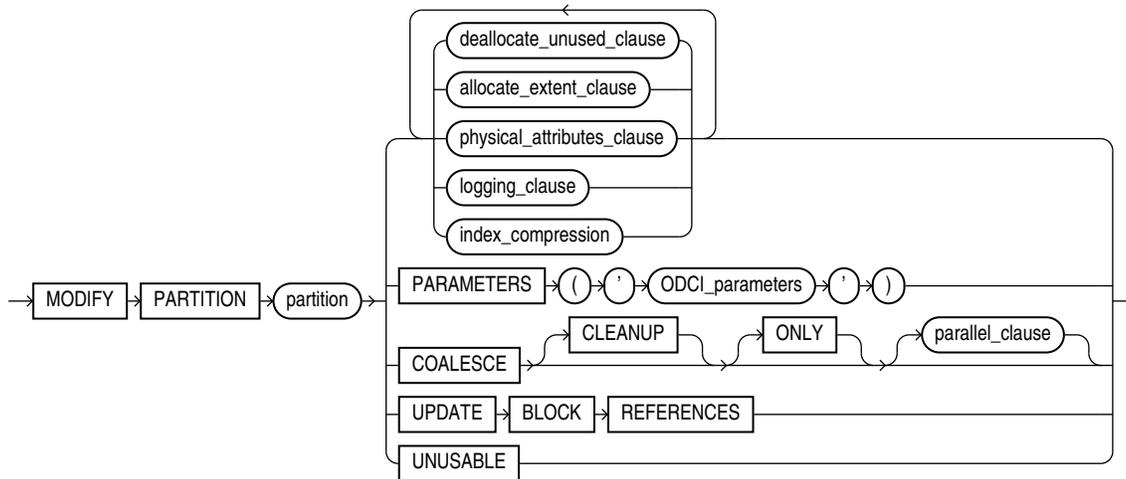 deallocate_unused_clause
allocate_extent_clause
physical_attributes_clause
logging_clause
index_compression
MODIFY PARTITION partition
PARAMETERS ( ' ODCI_parameters ' )
COALESCE CLEANUP ONLY parallel_clause
UPDATE BLOCK REFERENCES
UNUSABLE